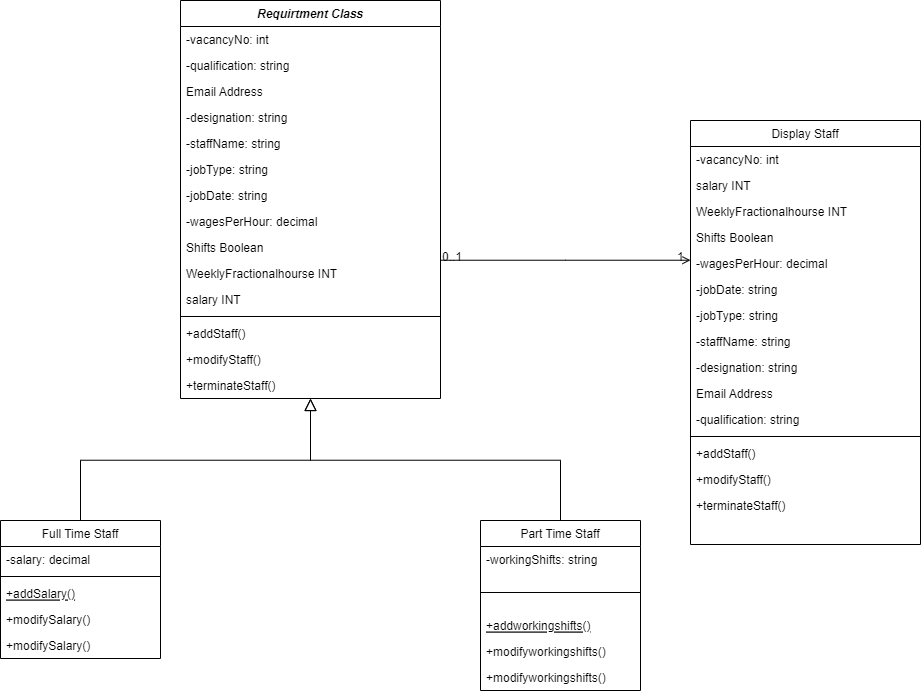 Requirtment Class
-vacancyNo: int
-qualification: string
Email Address
-designation: string
-staffName: string
-jobType: string
-jobDate: string
-wagesPerHour: decimal
Shifts Boolean
WeeklyFractionalhourse INT
salary INT
+addStaff()
+modifyStaff()
+terminateStaff()
0..1
1
Display Staff
-vacancyNo: int
salary INT
WeeklyFractionalhourse INT
Shifts Boolean
-wagesPerHour: decimal
-jobDate: string
-jobType: string
-staffName: string
-designation: string
Email Address
-qualification: string
+addStaff()
+modifyStaff()
+terminateStaff()
Full Time Staff
-salary: decimal
+addSalary()
+modifySalary()
+modifySalary()
Part Time Staff
-workingShifts: string
+addworkingshifts()
+modifyworkingshifts()
+modifyworkingshifts()